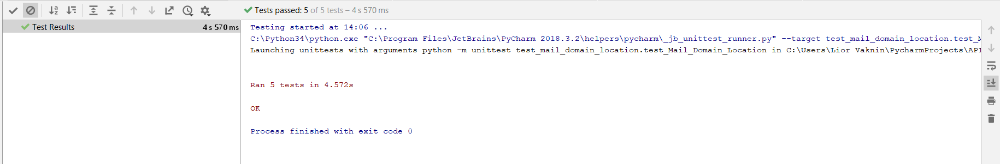 Tests passed: 5 of 5 tests – 4 s 570 ms
Test Results 4 s 570 ms
Testing started at 14:06 ...
C:\Python34\python.exe "C:\Program Files\JetBrains\PyCharm 2018.3.2\helpers\pycharm\_jb_unittest_runner.py" --target test_mail_domain_location.test_M
Launching unittests with arguments python -m unittest test_mail_domain_location.test_Mail_Domain_Location in C:\Users\Lior Vaknin\PycharmProjects\API
Ran 5 tests in 4.572s
OK
Process finished with exit code 0